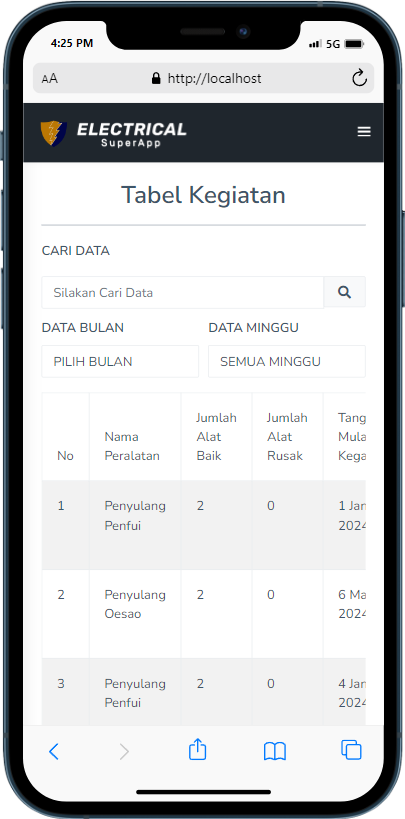 4:25 PM
5G
AA
http://localhost
ELECTRICAL
SuperApp
Tabel Kegiatan
CARI DATA
Silakan Cari Data
DATA BULAN DATA MINGGU
PILIH BULAN SEMUA MINGGU
No Nama Peralatan Jumlah Alat Baik Jumlah Alat Rusak Tang Mula Kega
1 Penyulang Penfui 2 0 1 Jan 2024
2 Penyulang Oesao 2 0 6 Ma 2024
3 Penyulang Penfui 2 0 4 Jan 2024